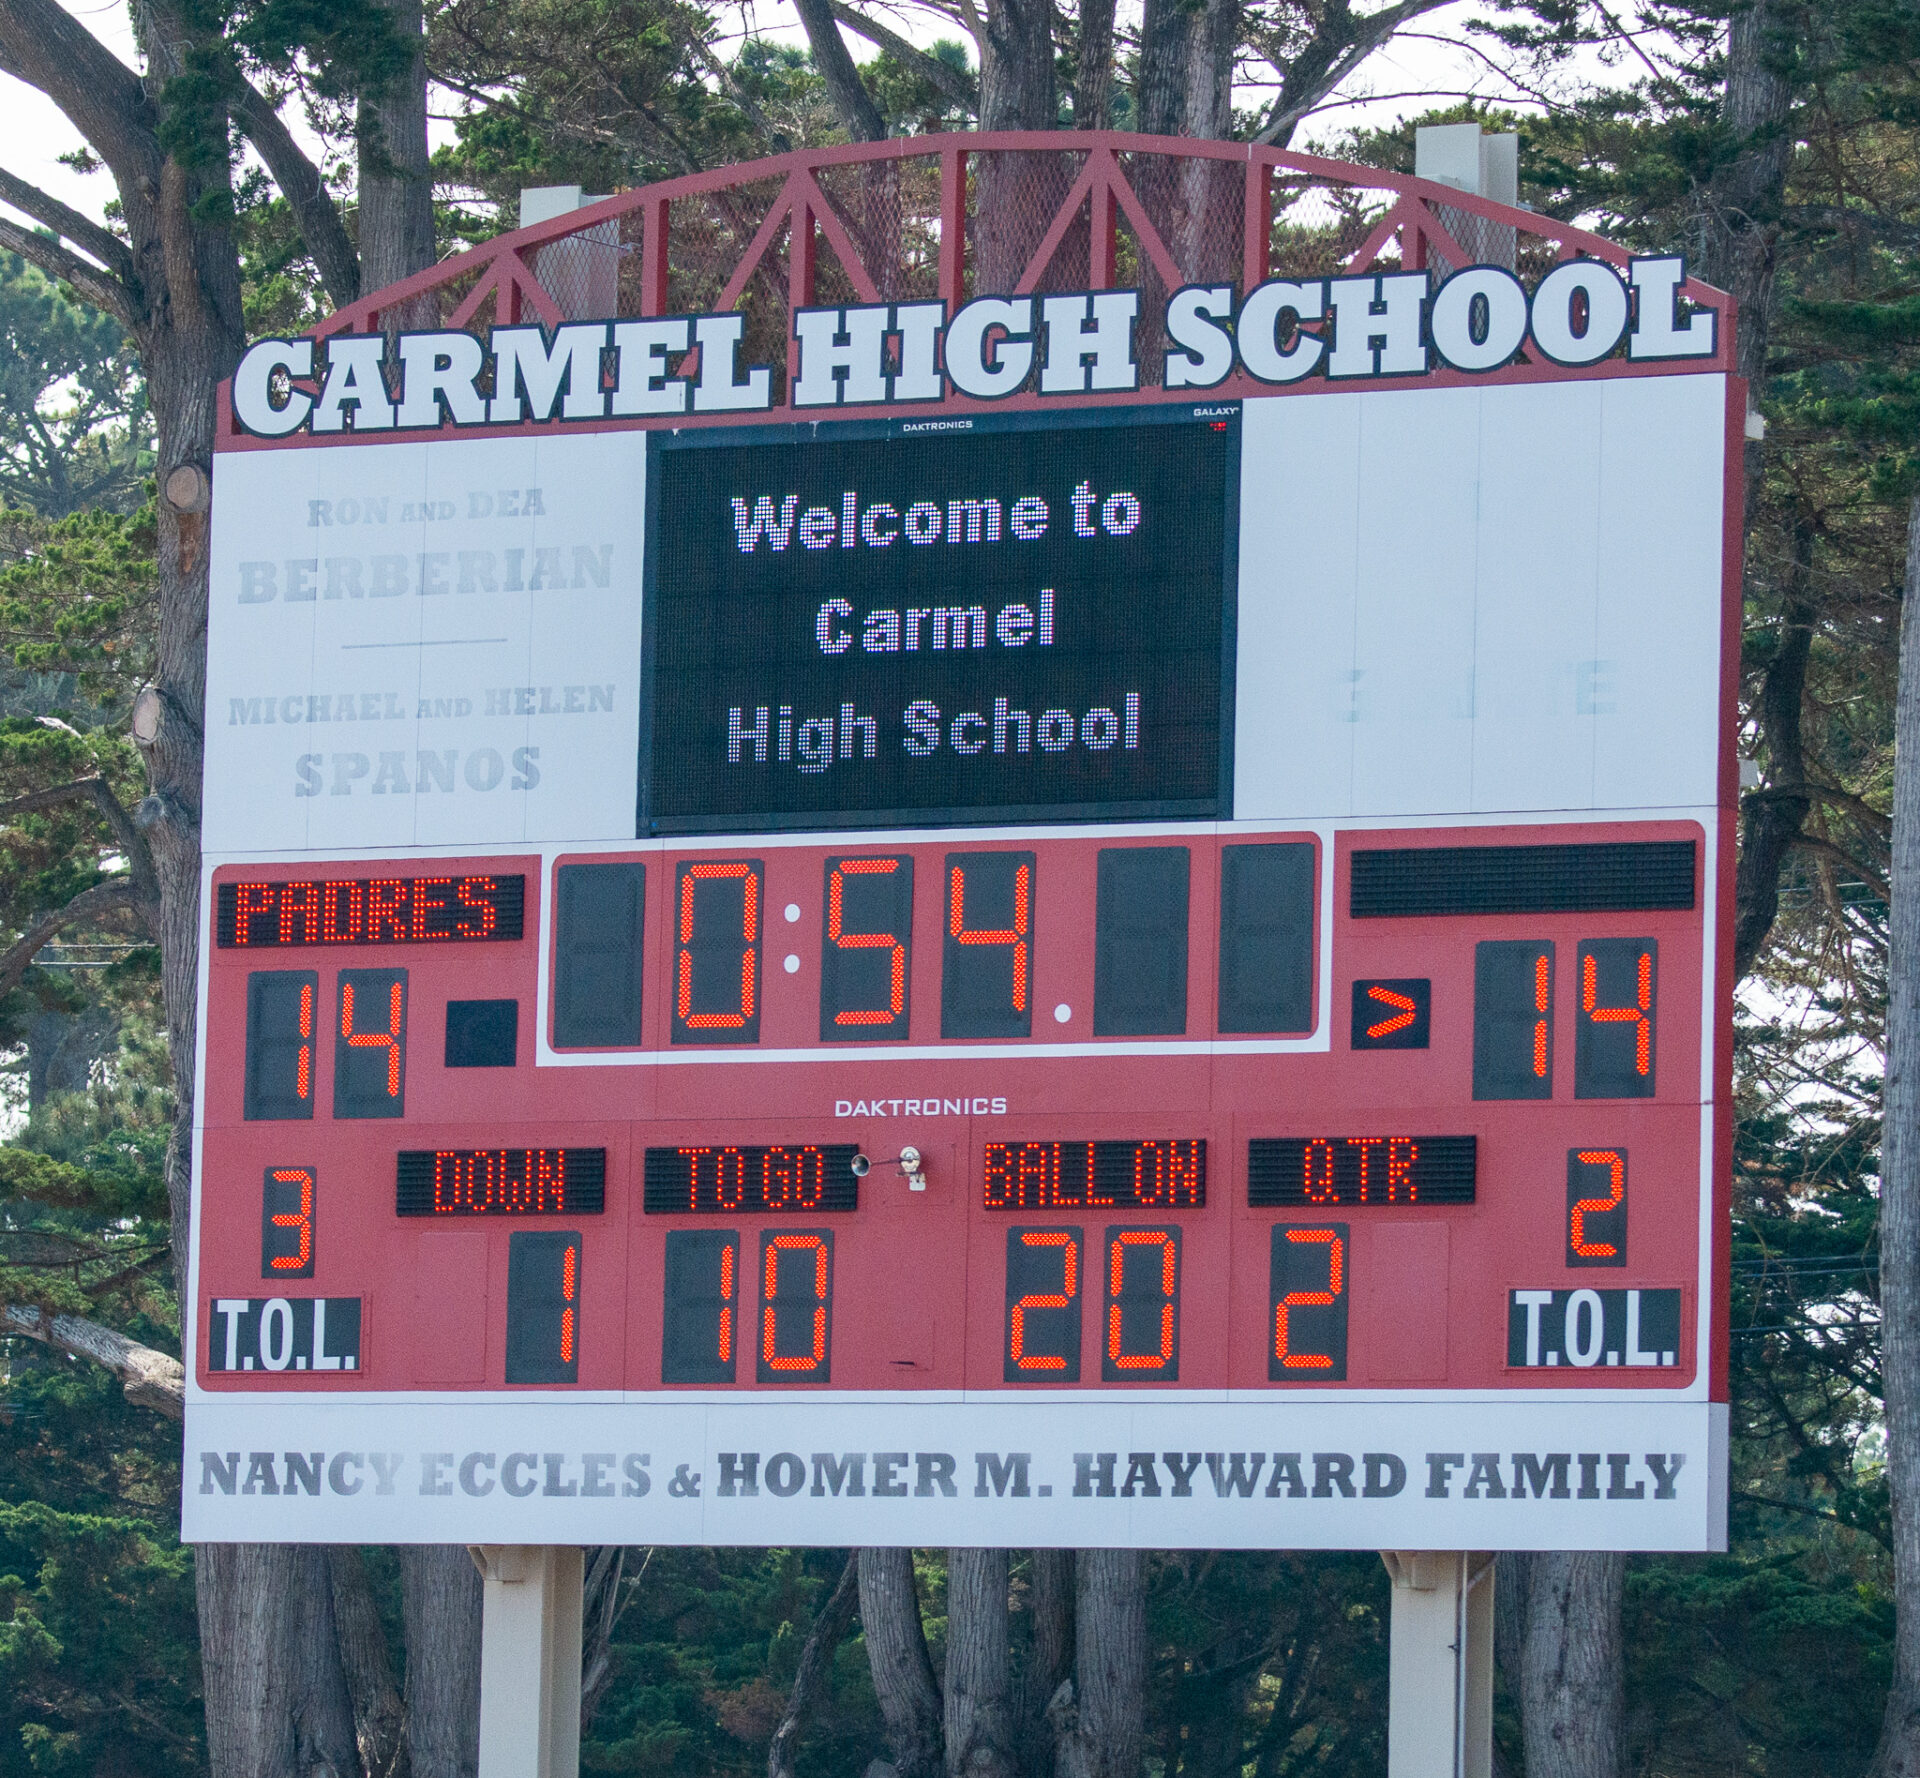 CARMEL HIGH SCHOOL
DAKTRONICS
GALAXY
RON AND DEA
BERBERIAN
MICHAEL AND HELEN
SPANOS
Welcome to
Carmel
High School
PADRES
0:54.
14
> 14
DAKTRONICS
DOWN TO GO BALL ON QTR
3 1 10 20 2 2
T.O.L. T.O.L.
NANCY ECCLES & HOMER M. HAYWARD FAMILY